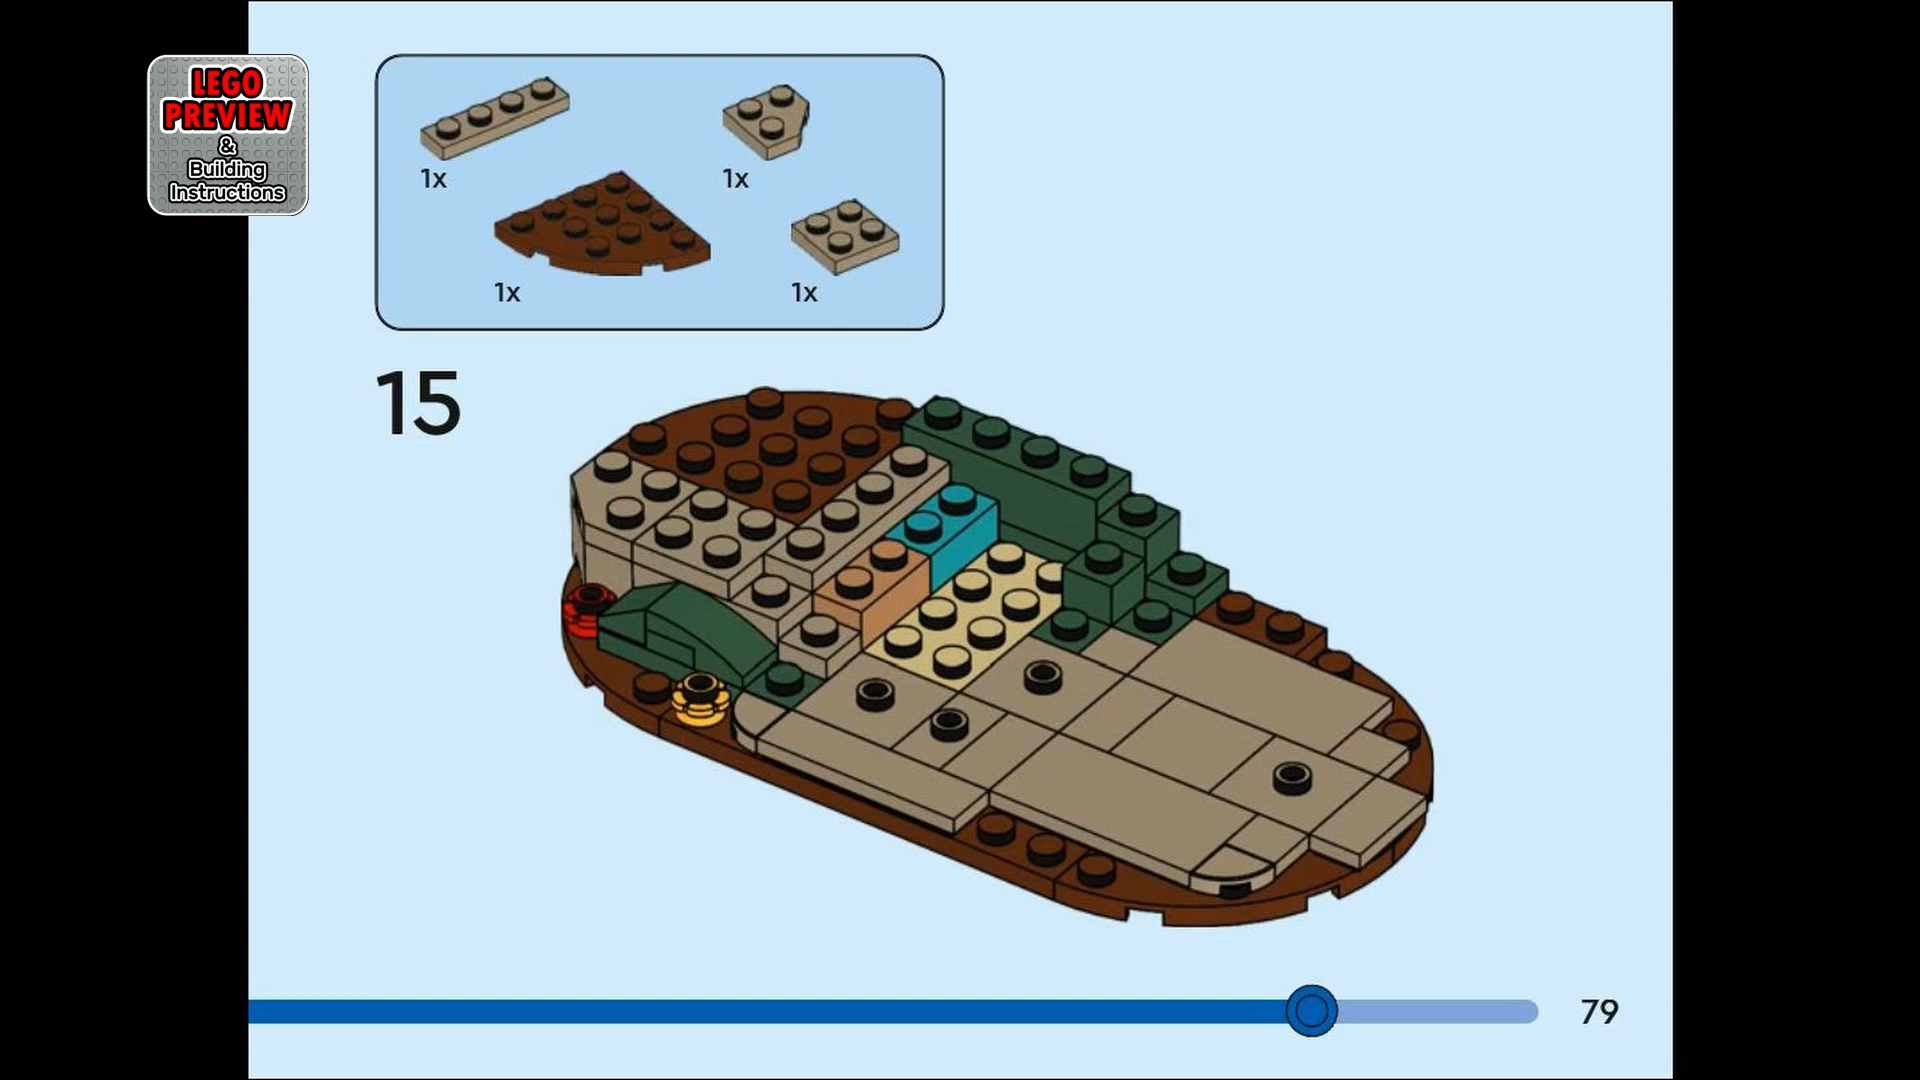 LEGO
PREVIEW
&
Building
Instructions
1x
1x
1x
1x
15
79